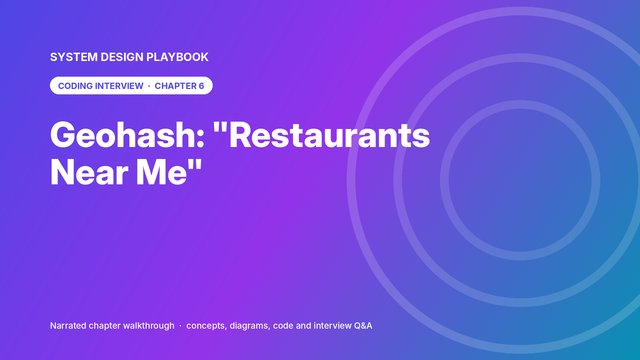 SYSTEM DESIGN PLAYBOOK
CODING INTERVIEW · CHAPTER 6
Geohash: "Restaurants
Near Me"
Narrated chapter walkthrough · concepts, diagrams, code and interview Q&A